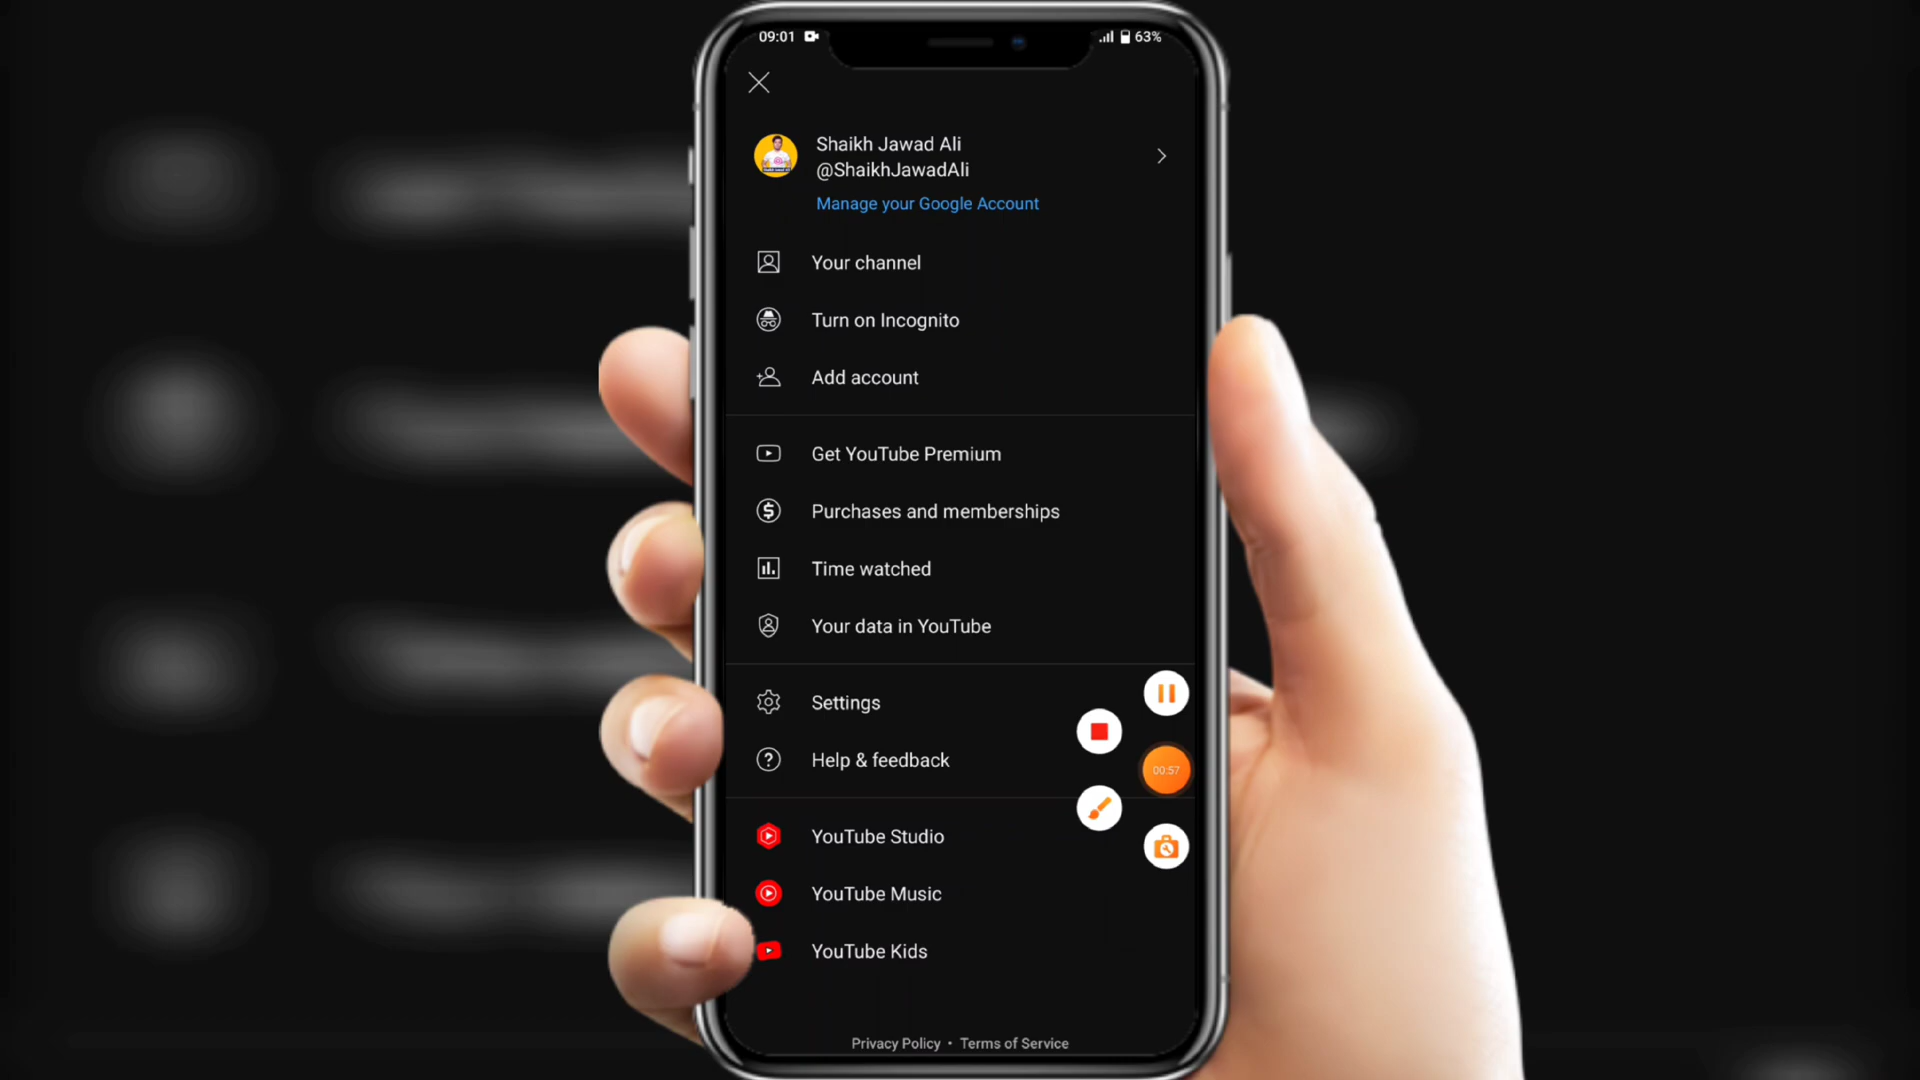 09:01
63%
Shaikh Jawad Ali
@ShaikhJawadAli
Manage your Google Account
Your channel
Turn on Incognito
Add account
Get YouTube Premium
Purchases and memberships
Time watched
Your data in YouTube
Settings
Help & feedback
00:57
YouTube Studio
YouTube Music
YouTube Kids
Privacy Policy • Terms of Service